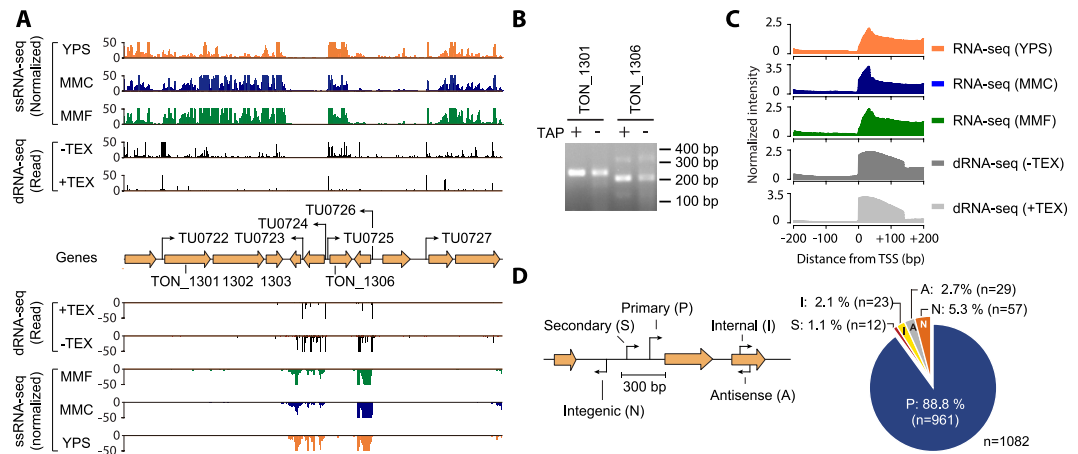 A
ssRNA-seq
(Normalized)
YPS
50
0
MMC
50
0
MMF
50
0
dRNA-seq
(Read)
-TEX
50
0
+TEX
50
0
TU0726
TU0724
TU0722 TU0723 TU0725 TU0727
Genes
TON_1301 1302 1303 TON_1306
dRNA-seq
(Read)
+TEX
0
-50
-TEX
0
-50
ssRNA-seq
(normalized)
MMF
0
-50
MMC
0
-50
YPS
0
-50
B
TON_1301
TON_1306
TAP + - + -
400 bp
300 bp
200 bp
100 bp
C
Normalized intensity
2.5
0
RNA-seq (YPS)
3.5
0
RNA-seq (MMC)
2.5
0
RNA-seq (MMF)
2.5
0
dRNA-seq (-TEX)
3.5
0
dRNA-seq (+TEX)
-200 -100 0 +100 +200
Distance from TSS (bp)
D
Primary (P)
Secondary (S)
Internal (I)
300 bp
Integenic (N)
Antisense (A)
A: 2.7% (n=29)
I: 2.1 % (n=23)
N: 5.3 % (n=57)
S: 1.1 % (n=12)
I
A
N
P: 88.8 %
(n=961)
n=1082